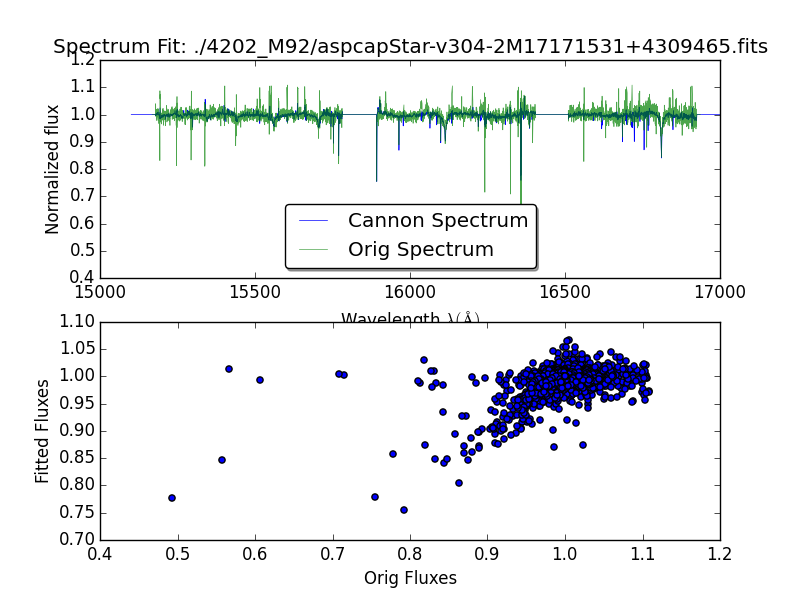 Spectrum Fit: ./4202_M92/aspcapStar-v304-2M17171531+4309465.fits
1.2
1.1
1.0
0.9
0.8
0.7
0.6
0.5
0.4
Normalized flux
Cannon Spectrum
Orig Spectrum
15000 15500 16000 16500 17000
Wavelength λ(Å)
1.10
1.05
1.00
0.95
0.90
0.85
0.80
0.75
0.70
Fitted Fluxes
0.4 0.5 0.6 0.7 0.8 0.9 1.0 1.1 1.2
Orig Fluxes